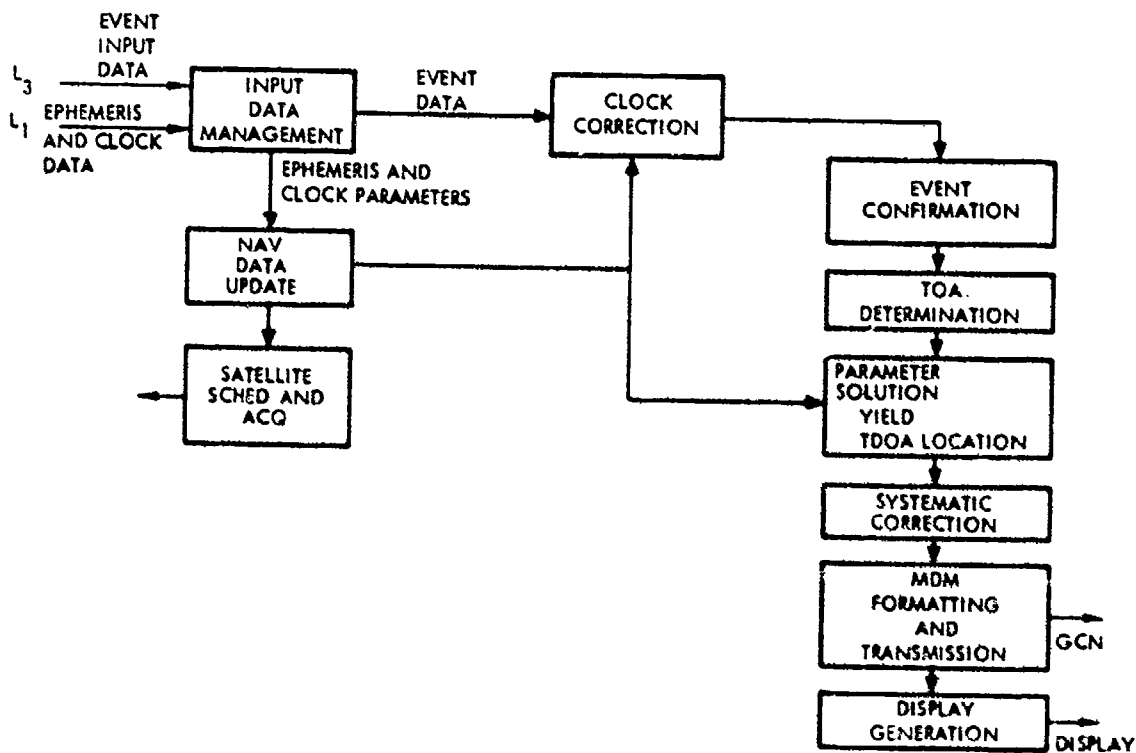 EVENT
INPUT
DATA
L3
L1
EPHEMERIS
AND CLOCK
DATA
INPUT
DATA
MANAGEMENT
EVENT
DATA
CLOCK
CORRECTION
EPHEMERIS AND
CLOCK PARAMETERS
NAV
DATA
UPDATE
SATELLITE
SCHED AND
ACQ
EVENT
CONFIRMATION
TOA.
DETERMINATION
PARAMETER
SOLUTION
YIELD
TDOA LOCATION
SYSTEMATIC
CORRECTION
MDM
FORMATTING
AND
TRANSMISSION
GCN
DISPLAY
GENERATION
DISPLAY